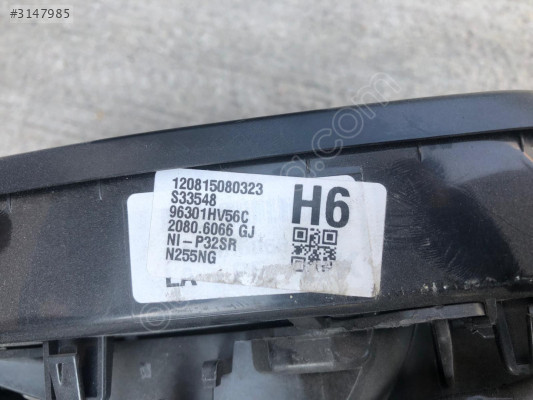 #3147985
120815080323
S33548
96301HV56C
2080.6066 GJ
NI-P32SR
N255NG
H6